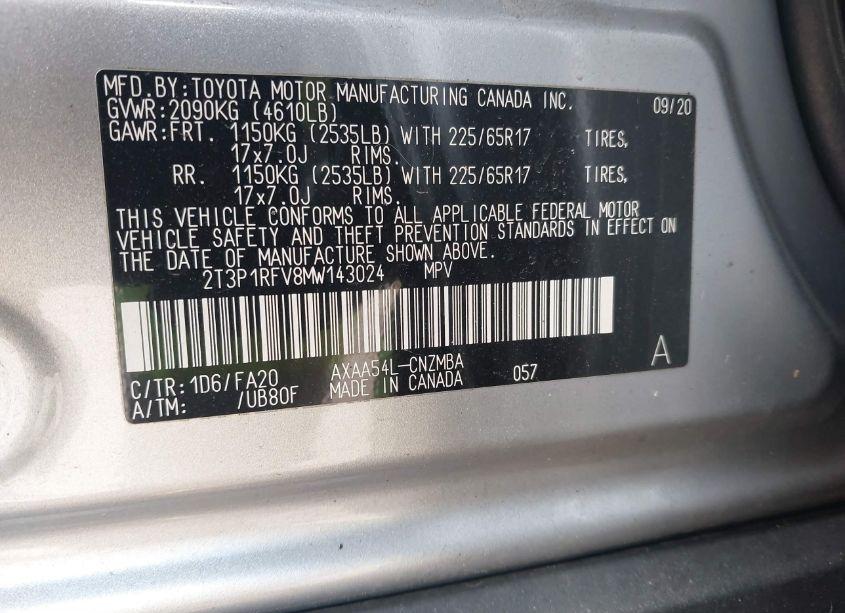 MFD.BY:TOYOTA MOTOR MANUFACTURING CANADA INC. 09/20
GVWR:2090KG (4610LB)
GAWR:FRT. 1150KG (2535LB) WITH 225/65R17 TIRES,
17x7.0J RIMS.
RR. 1150KG (2535LB) WITH 225/65R17 TIRES,
17x7.0J RIMS.
THIS VEHICLE CONFORMS TO ALL APPLICABLE FEDERAL MOTOR
VEHICLE SAFETY AND THEFT PREVENTION STANDARDS IN EFFECT ON
THE DATE OF MANUFACTURE SHOWN ABOVE.
2T3P1RFV8MW143024 MPV
C/TR:1D6/FA20 AXAA54L-CNZMBA 057 A
A/TM: /UB80F MADE IN CANADA